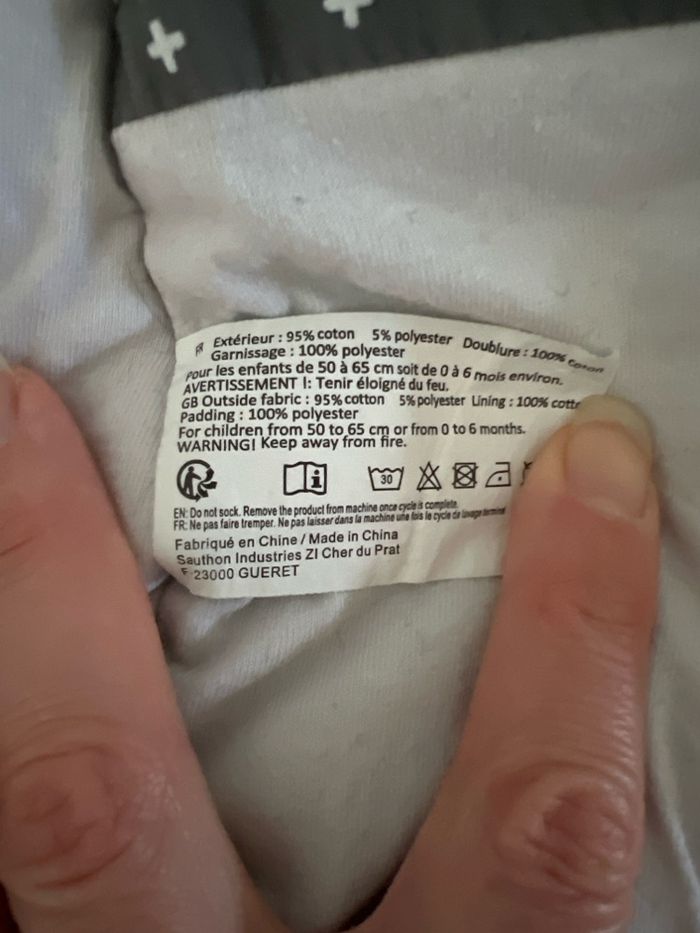 FR Extérieur : 95% coton 5% polyester Doublure : 100% coton
Garnissage : 100% polyester
pour les enfants de 50 à 65 cm soit de 0 à 6 mois environ.
AVERTISSEMENT !: Tenir éloigné du feu.
GB Outside fabric : 95% cotton 5% polyester Lining : 100% cott
Padding : 100% polyester
For children from 50 to 65 cm or from 0 to 6 months.
WARNING! Keep away from fire.
30
EN: Do not sock. Remove the product from machine once cycle is complete.
FR: Ne pas faire tremper. Ne pas laisser dans la machine une fois le cycle de lavage terminé
Fabriqué en Chine / Made in China
Sauthon Industries ZI Cher du Prat
F 23000 GUERET